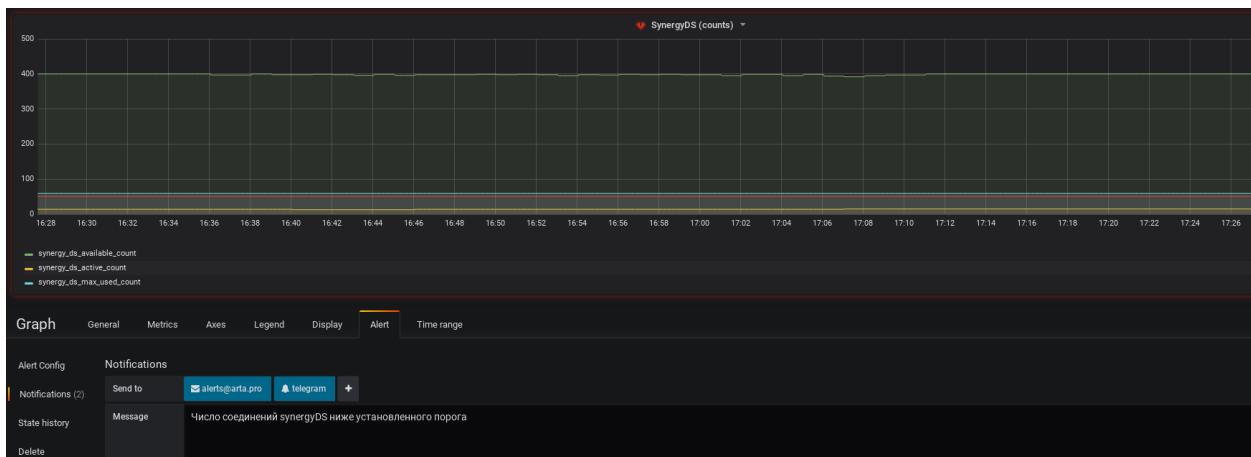 SynergyDS (counts)
500
400
300
200
100
0
16:28 16:30 16:32 16:34 16:36 16:38 16:40 16:42 16:44 16:46 16:48 16:50 16:52 16:54 16:56 16:58 17:00 17:02 17:04 17:06 17:08 17:10 17:12 17:14 17:16 17:18 17:20 17:22 17:24 17:26
synergy_ds_available_count
synergy_ds_active_count
synergy_ds_max_used_count
Graph General Metrics Axes Legend Display Alert Time range
Alert Config
Notifications (2)
State history
Delete
Notifications
Send to alerts@arta.pro telegram +
Message Число соединений synergyDS ниже установленного порога